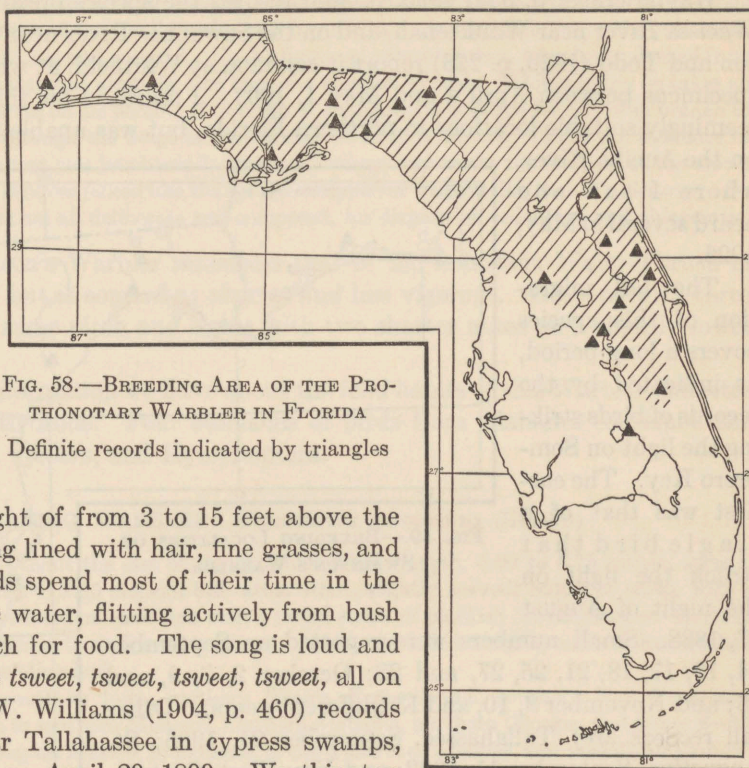 87°
85°
83°
81°
29
87°
85°
27
25
83°
81°
FIG. 58.—BREEDING AREA OF THE PRO-
THONOTARY WARBLER IN FLORIDA
Definite records indicated by triangles
ght of from 3 to 15 feet above the
g lined with hair, fine grasses, and
ds spend most of their time in the
e water, flitting actively from bush
ch for food. The song is loud and
tsweet, tsweet, tsweet, tsweet, all on
W. Williams (1904, p. 460) records
r Tallahassee in cypress swamps,